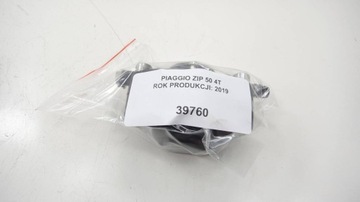 PIAGGIO ZIP 50 4T
ROK PRODUKCJI: 2019
39760